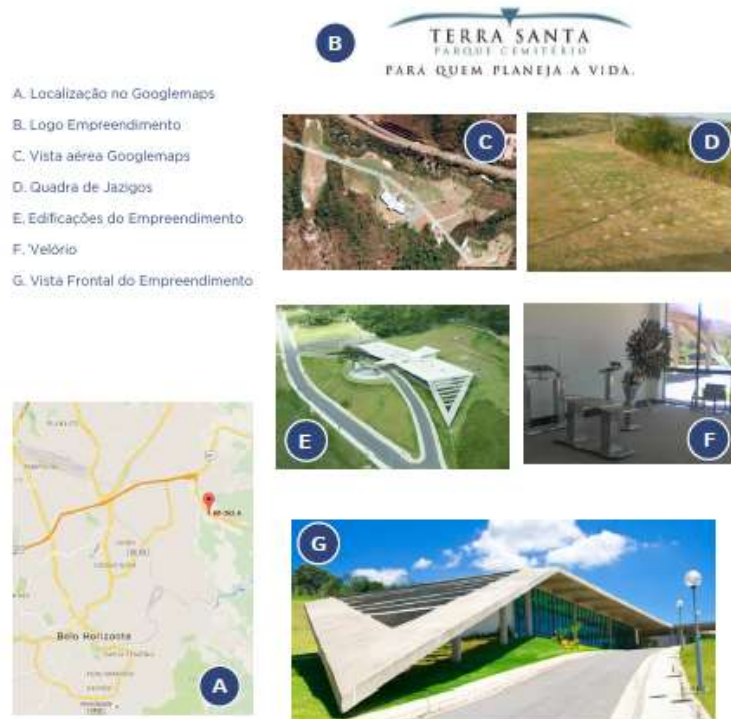 B
TERRA SANTA
PARQUE CEMITÉRIO
PARA QUEM PLANEJA A VIDA.
A. Localização no Googlemaps
B. Logo Empreendimento
C. Vista aérea Googlemaps
D. Quadra de Jazigos
E. Edificações do Empreendimento
F. Velório
G. Vista Frontal do Empreendimento
C
D
E
F
Belo Horizonte
A
G